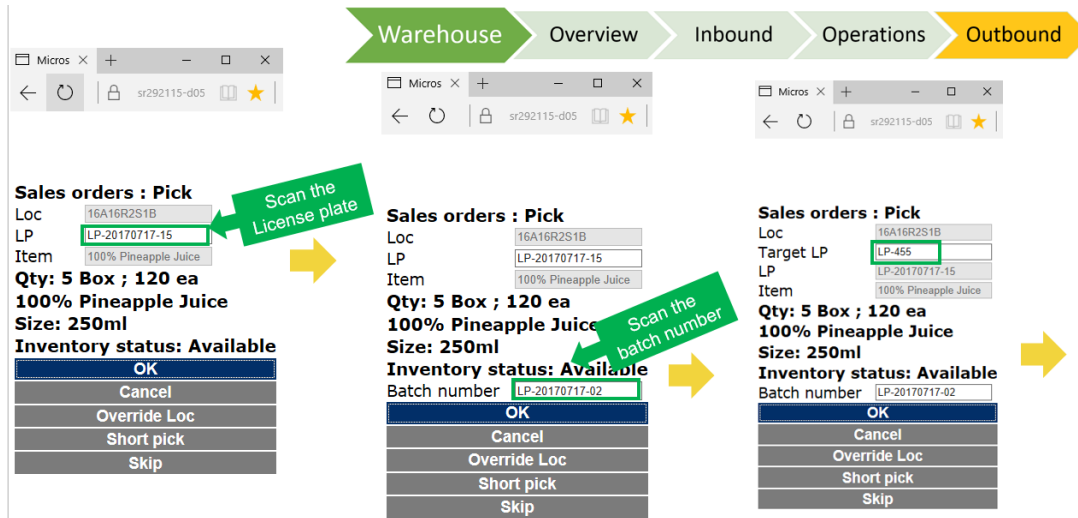 Warehouse
Overview
Inbound
Operations
Outbound
Micros
sr292115-d05
Sales orders : Pick
Loc 16A16R2S1B
LP LP-20170717-15
Item 100% Pineapple Juice
Qty: 5 Box ; 120 ea
100% Pineapple Juice
Size: 250ml
Inventory status: Available
OK
Cancel
Override Loc
Short pick
Skip
Scan the
License plate
Micros
sr292115-d05
Sales orders : Pick
Loc 16A16R2S1B
LP LP-20170717-15
Item 100% Pineapple Juice
Qty: 5 Box ; 120 ea
100% Pineapple Juice
Size: 250ml
Inventory status: Available
Batch number LP-20170717-02
OK
Cancel
Override Loc
Short pick
Skip
Scan the
batch number
Micros
sr292115-d05
Sales orders : Pick
Loc 16A16R2S1B
Target LP LP-455
LP LP-20170717-15
Item 100% Pineapple Juice
Qty: 5 Box ; 120 ea
100% Pineapple Juice
Size: 250ml
Inventory status: Available
Batch number LP-20170717-02
OK
Cancel
Override Loc
Short pick
Skip